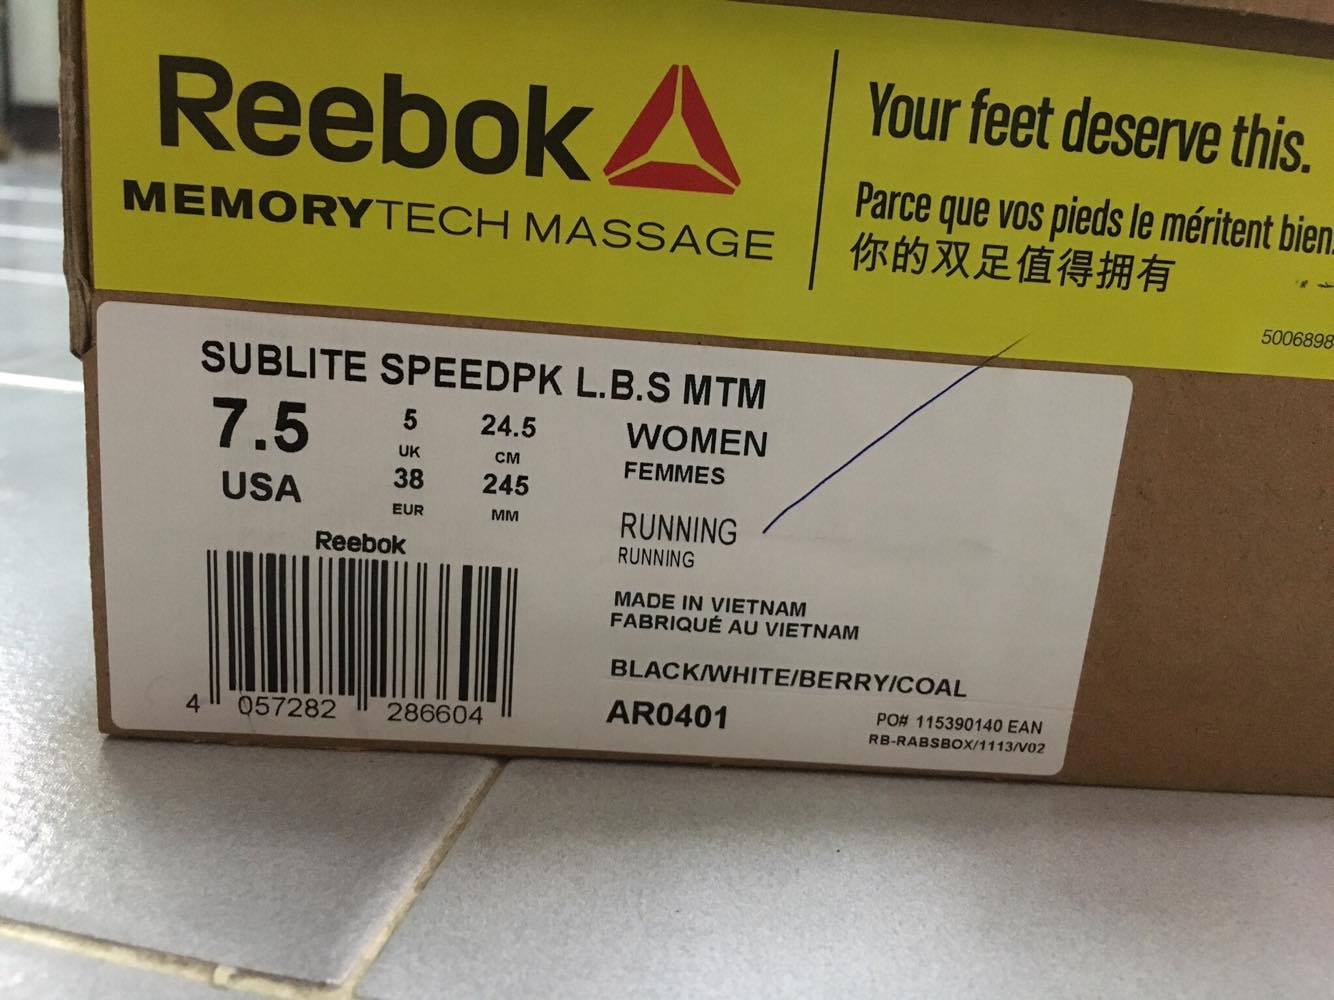 Reebok
MEMORYTECH MASSAGE
Your feet deserve this.
Parce que vos pieds le méritent bien.
你的双足值得拥有
5006898
SUBLITE SPEEDPK L.B.S MTM
7.5
USA
5
UK
38
EUR
24.5
CM
245
MM
WOMEN
FEMMES
RUNNING
RUNNING
MADE IN VIETNAM
FABRIQUÉ AU VIETNAM
BLACK/WHITE/BERRY/COAL
AR0401
PO# 115390140 EAN
RB-RABSBOX/1113/V02
Reebok
4 057282 286604